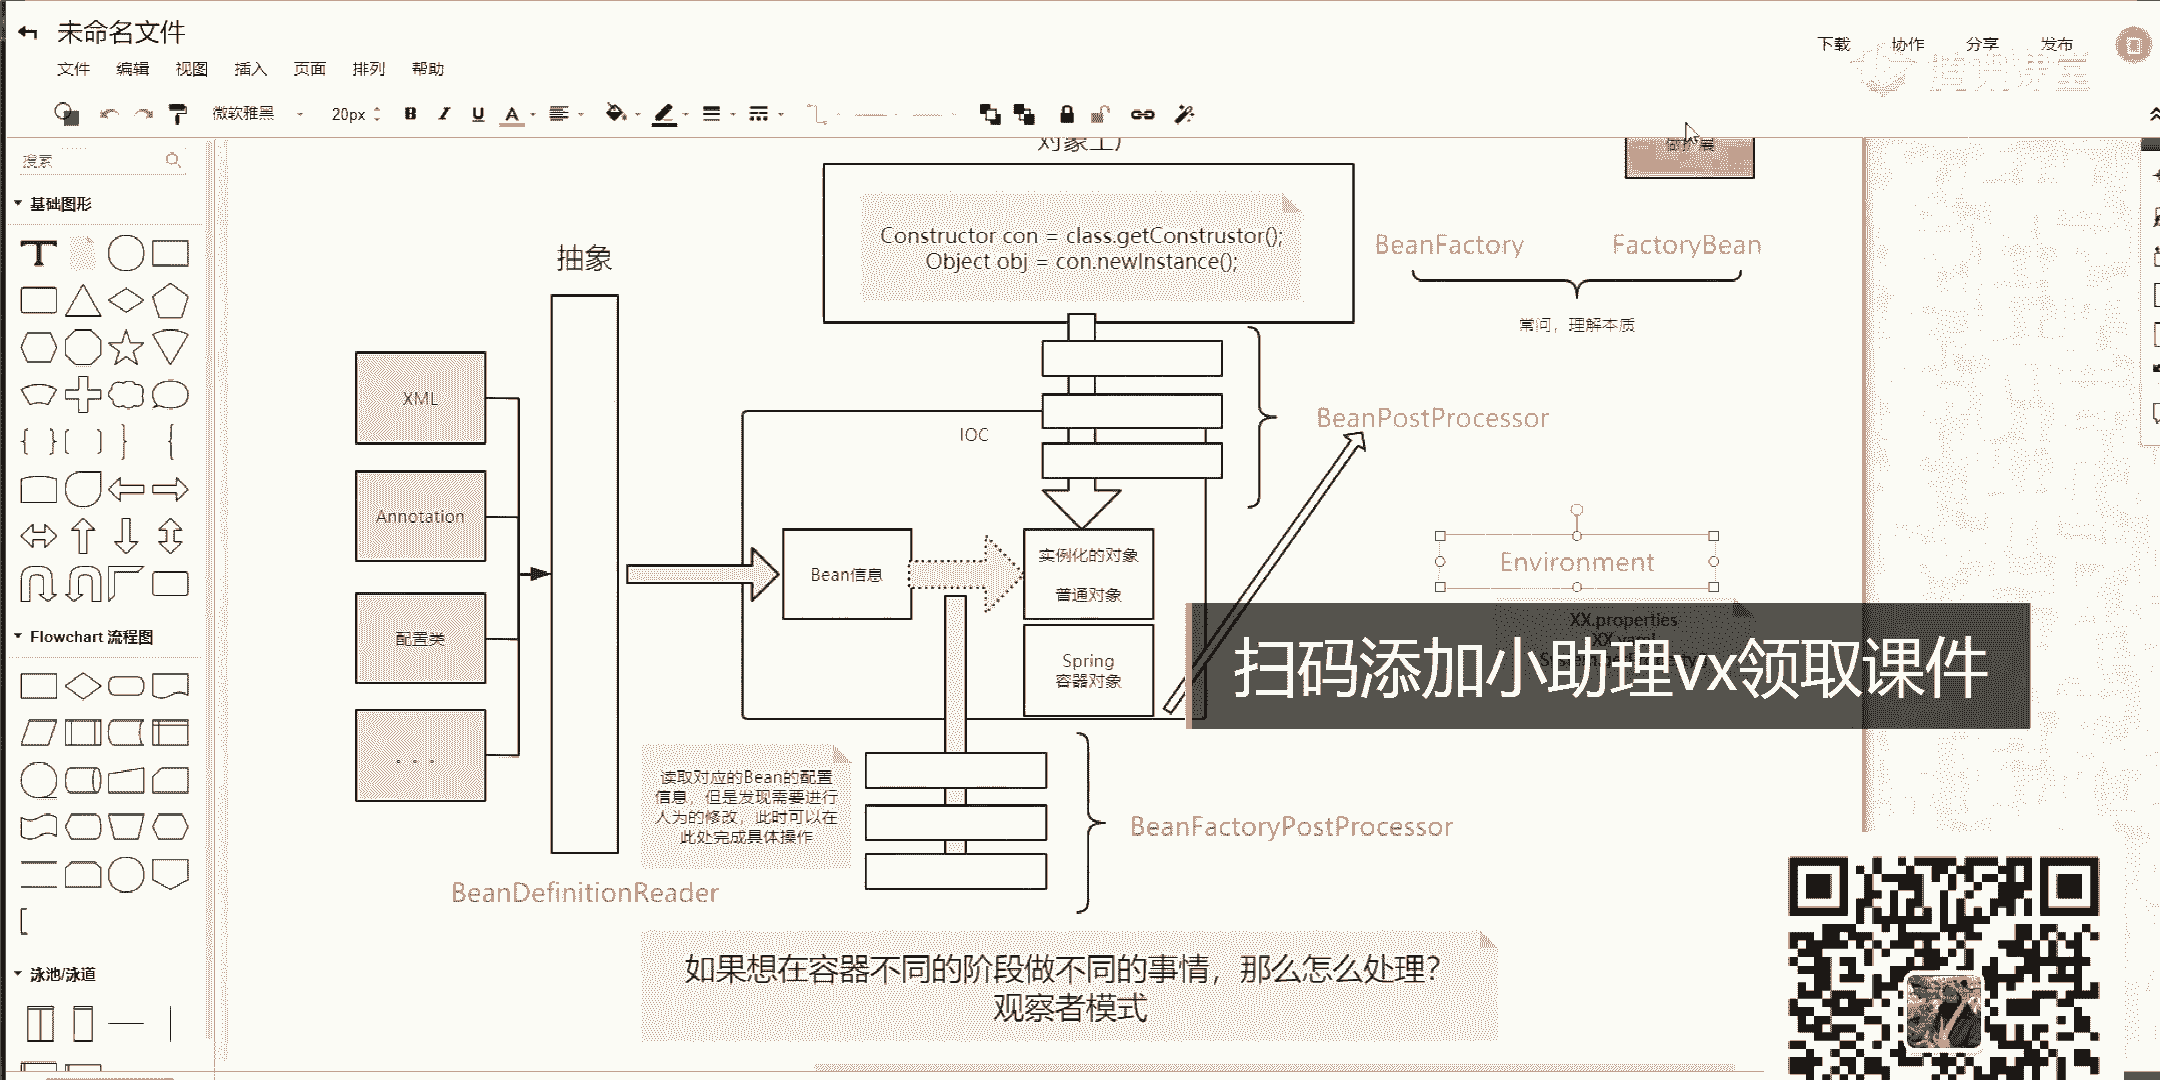 未命名文件
文件 编辑 视图 插入 页面 排列 帮助
下载 协作 分享 发布
腾讯课堂
微软雅黑 20px B I U A
搜索
基础图形
Flowchart 流程图
泳池/泳道
对象工厂
Constructor con = class.getConstrustor();
Object obj = con.newInstance();
做扩展
BeanFactory FactoryBean
常问，理解本质
抽象
XML
Annotation
配置类
. . .
IOC
BeanPostProcessor
Bean信息
实例化的对象
普通对象
Spring
容器对象
Environment
XX.properties
XX.yaml
扫码添加小助理vx领取课件
读取对应的Bean的配置
信息，但是发现需要进行
人为的修改，此时可以在
此处完成具体操作
BeanFactoryPostProcessor
BeanDefinitionReader
如果想在容器不同的阶段做不同的事情，那么怎么处理？
观察者模式